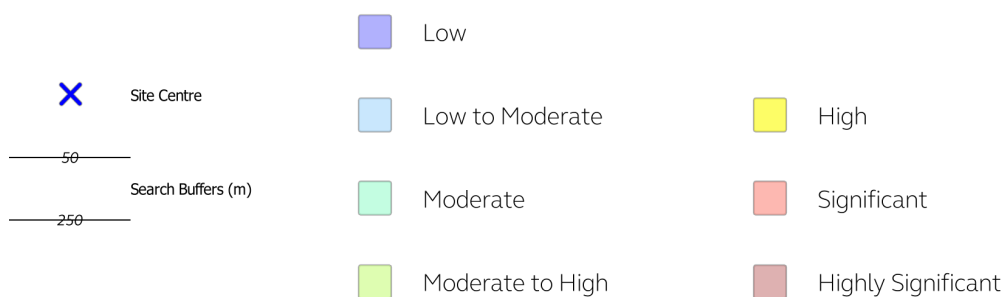 Site Centre
50
Search Buffers (m)
250
Low
Low to Moderate
Moderate
Moderate to High
High
Significant
Highly Significant